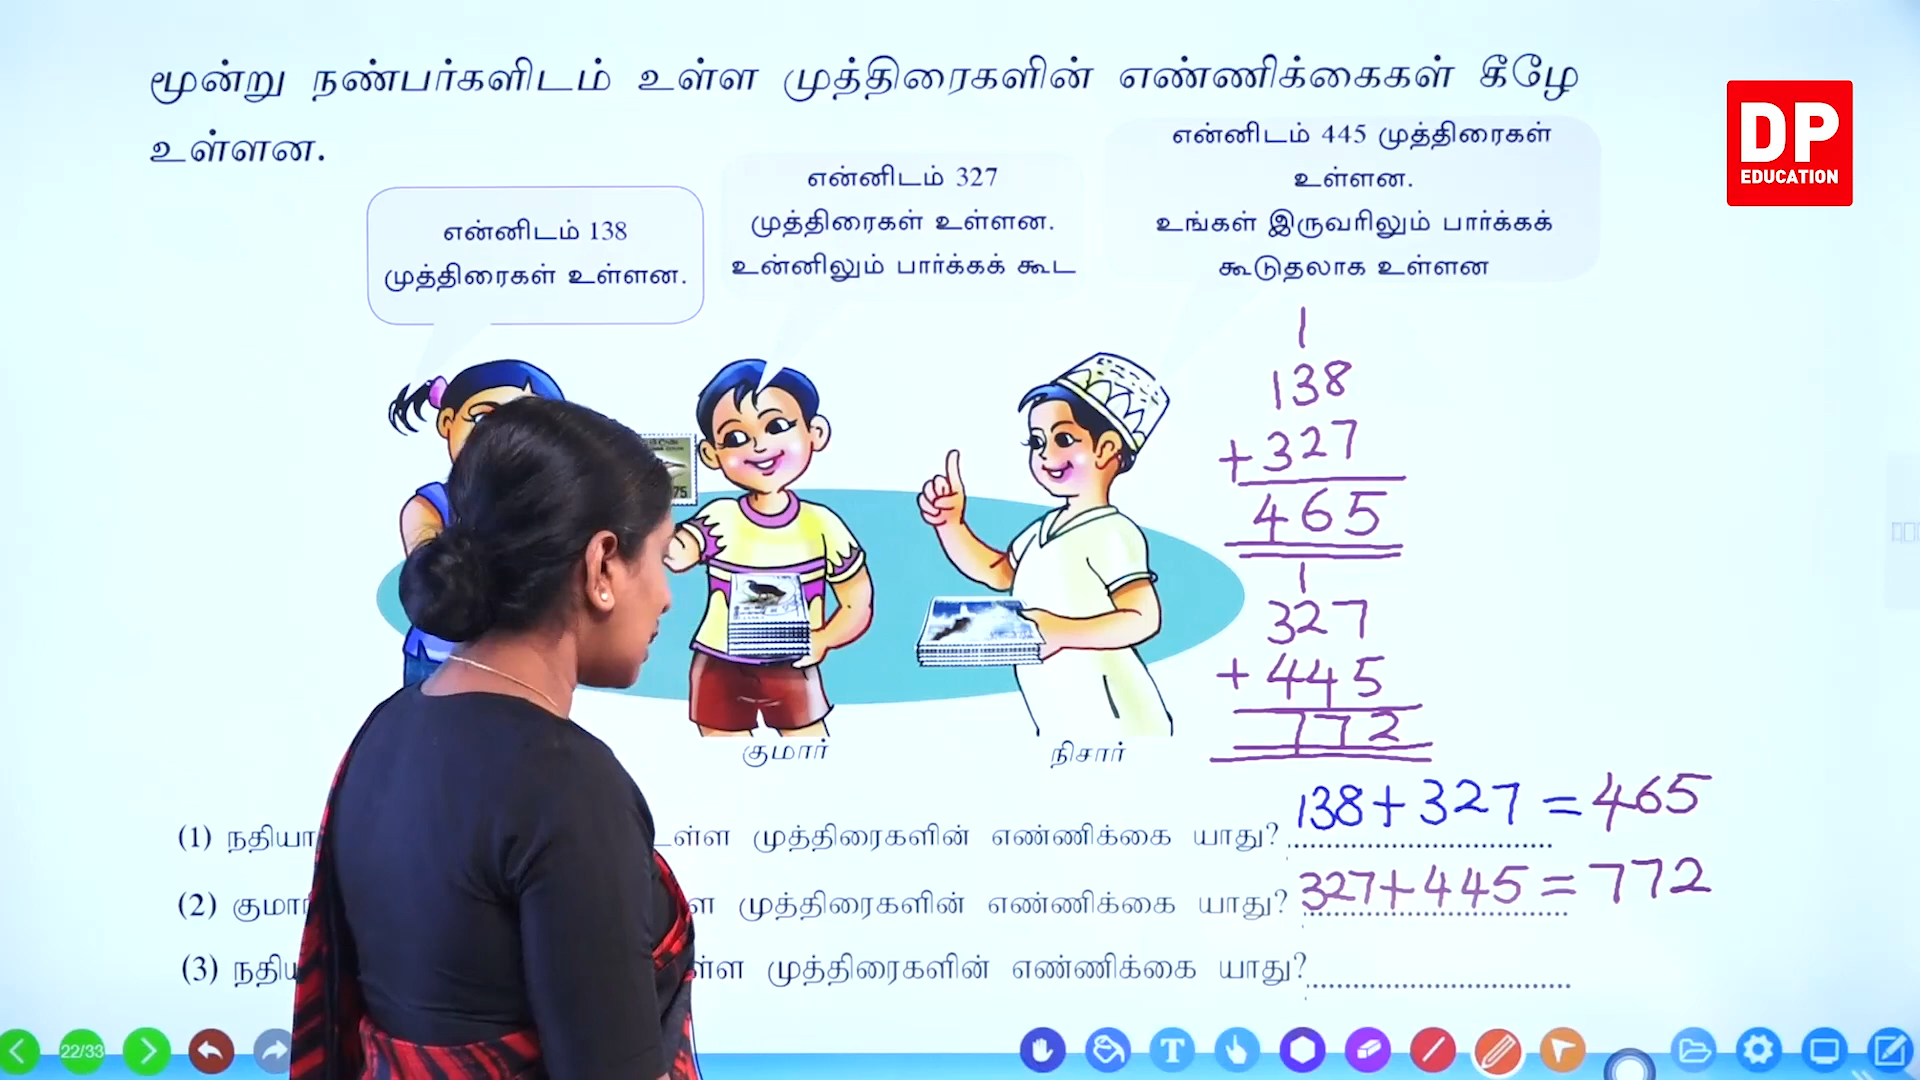 மூன்று நண்பர்களிடம் உள்ள முத்திரைகளின் எண்ணிக்கைகள் கீழே
உள்ளன.
DP
EDUCATION
என்னிடம் 138
முத்திரைகள் உள்ளன.
என்னிடம் 327
முத்திரைகள் உள்ளன.
உன்னிலும் பார்க்கக் கூட
என்னிடம் 445 முத்திரைகள்
உள்ளன.
உங்கள் இருவரிலும் பார்க்கக்
கூடுதலாக உள்ளன
75
1
138
+327
465
1
327
+ 445
772
குமார்
நிசார்
(1) முத்திரைகளின் எண்ணிக்கை யாது? 138+327 = 465
(2) முத்திரைகளின் எண்ணிக்கை யாது? 327+445 = 772
(3) முத்திரைகளின் எண்ணிக்கை யாது?
22/33